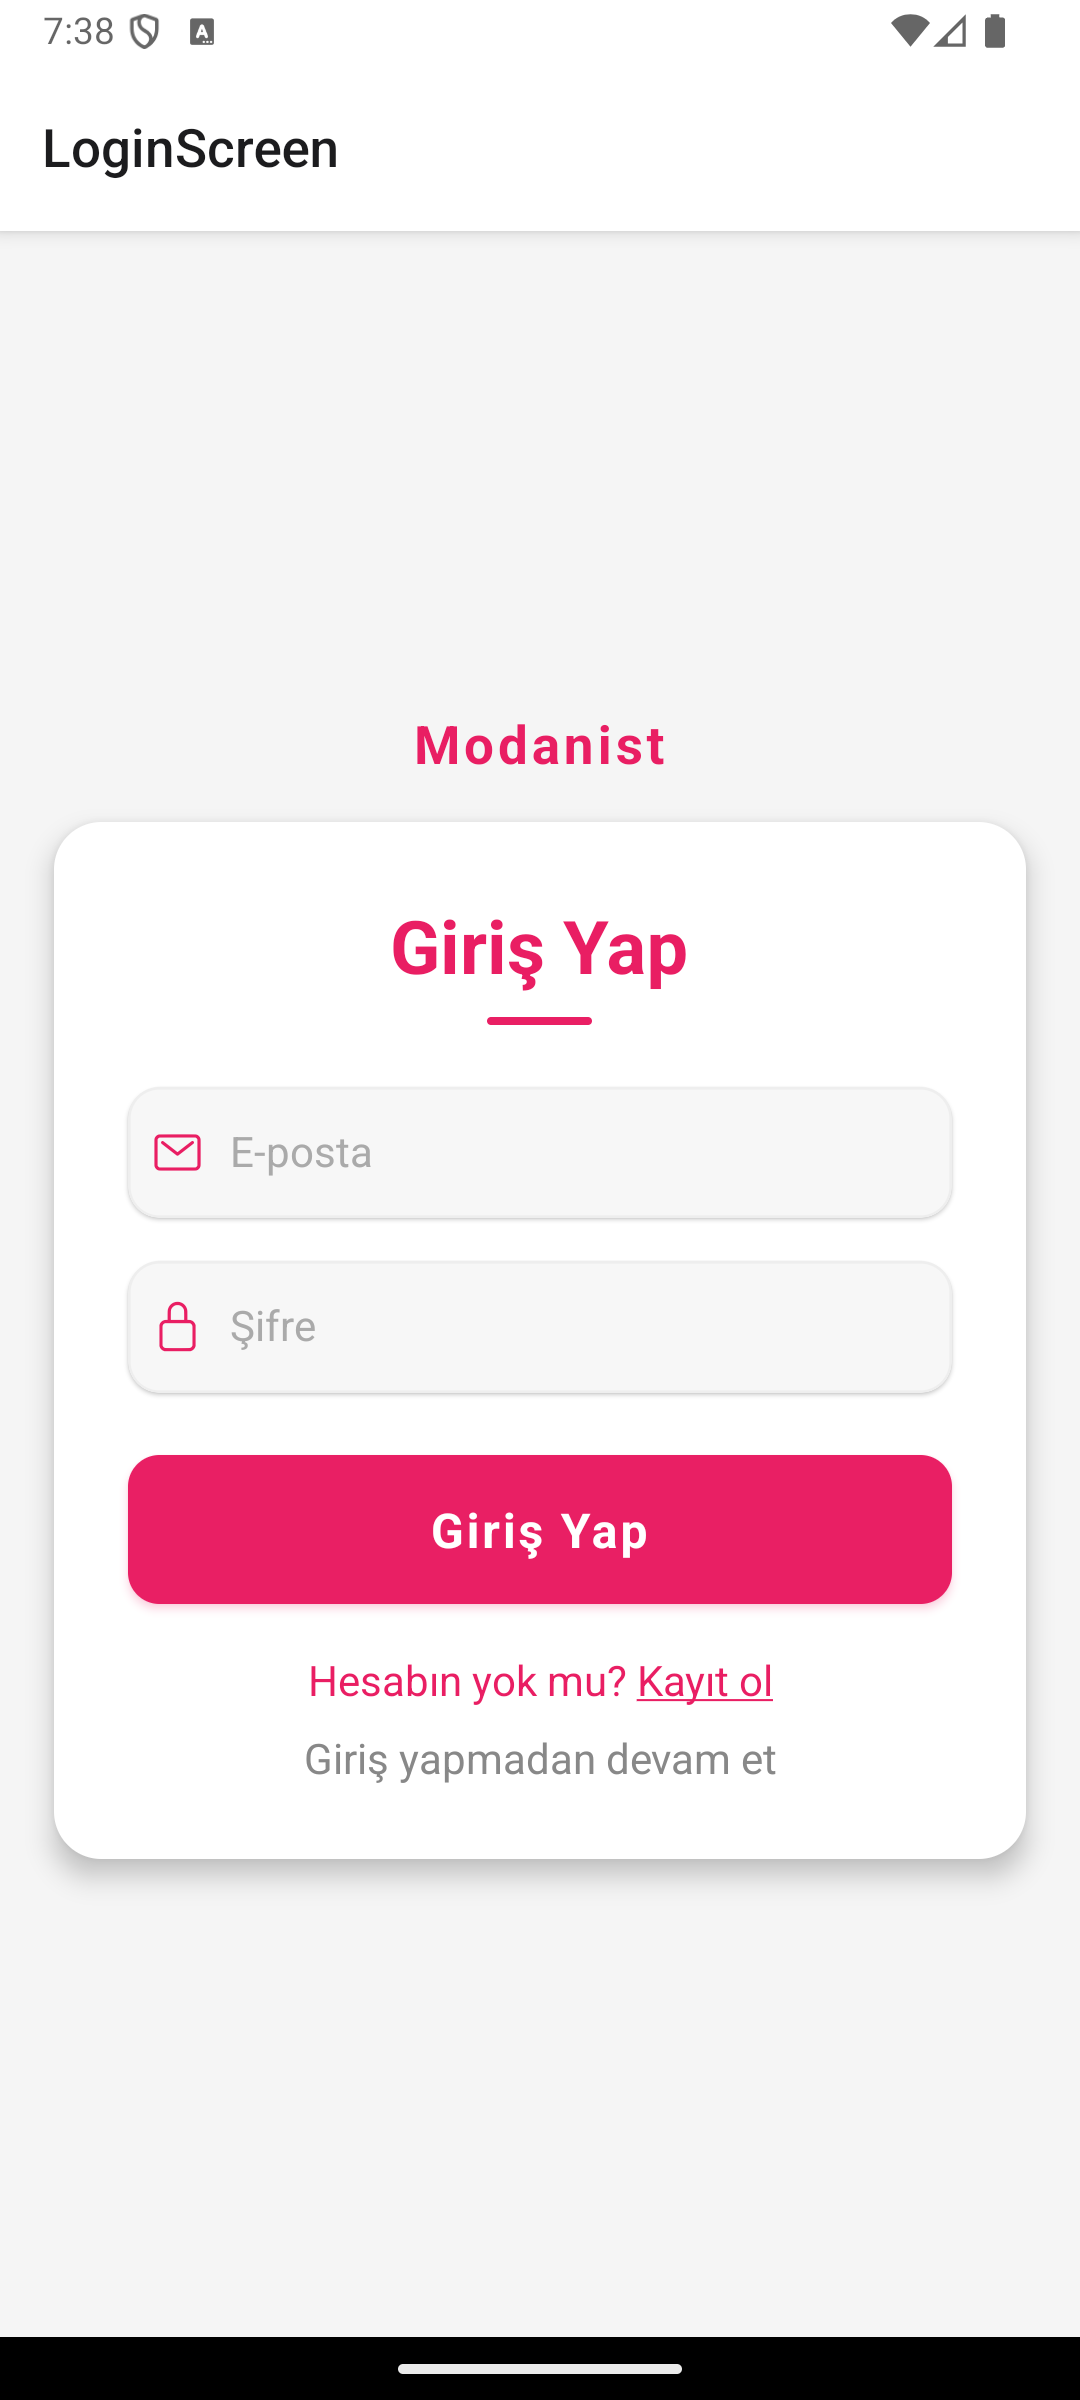 7:38
LoginScreen
Modanist
Giriş Yap
E-posta
Şifre
Giriş Yap
Hesabın yok mu? Kayıt ol
Giriş yapmadan devam et